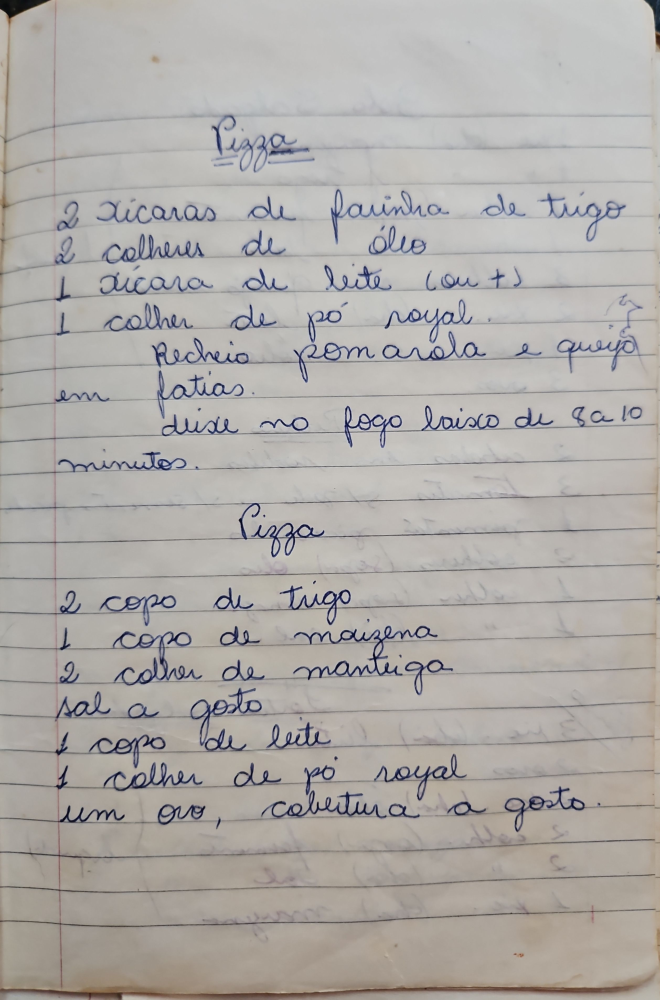 Pizza
2 xícaras de farinha de trigo
2 colheres de óleo
1 xícara de leite (ou +)
1 colher de pó royal.
Recheio pomarola e queijo
em fatias.
deixe no fogo baixo de 8 a 10
minutos.
Pizza
2 copo de trigo
1 copo de maizena
2 colher de manteiga
sal a gosto
1 copo de leite
1 colher de pó royal
um ovo, cobertura a gosto.